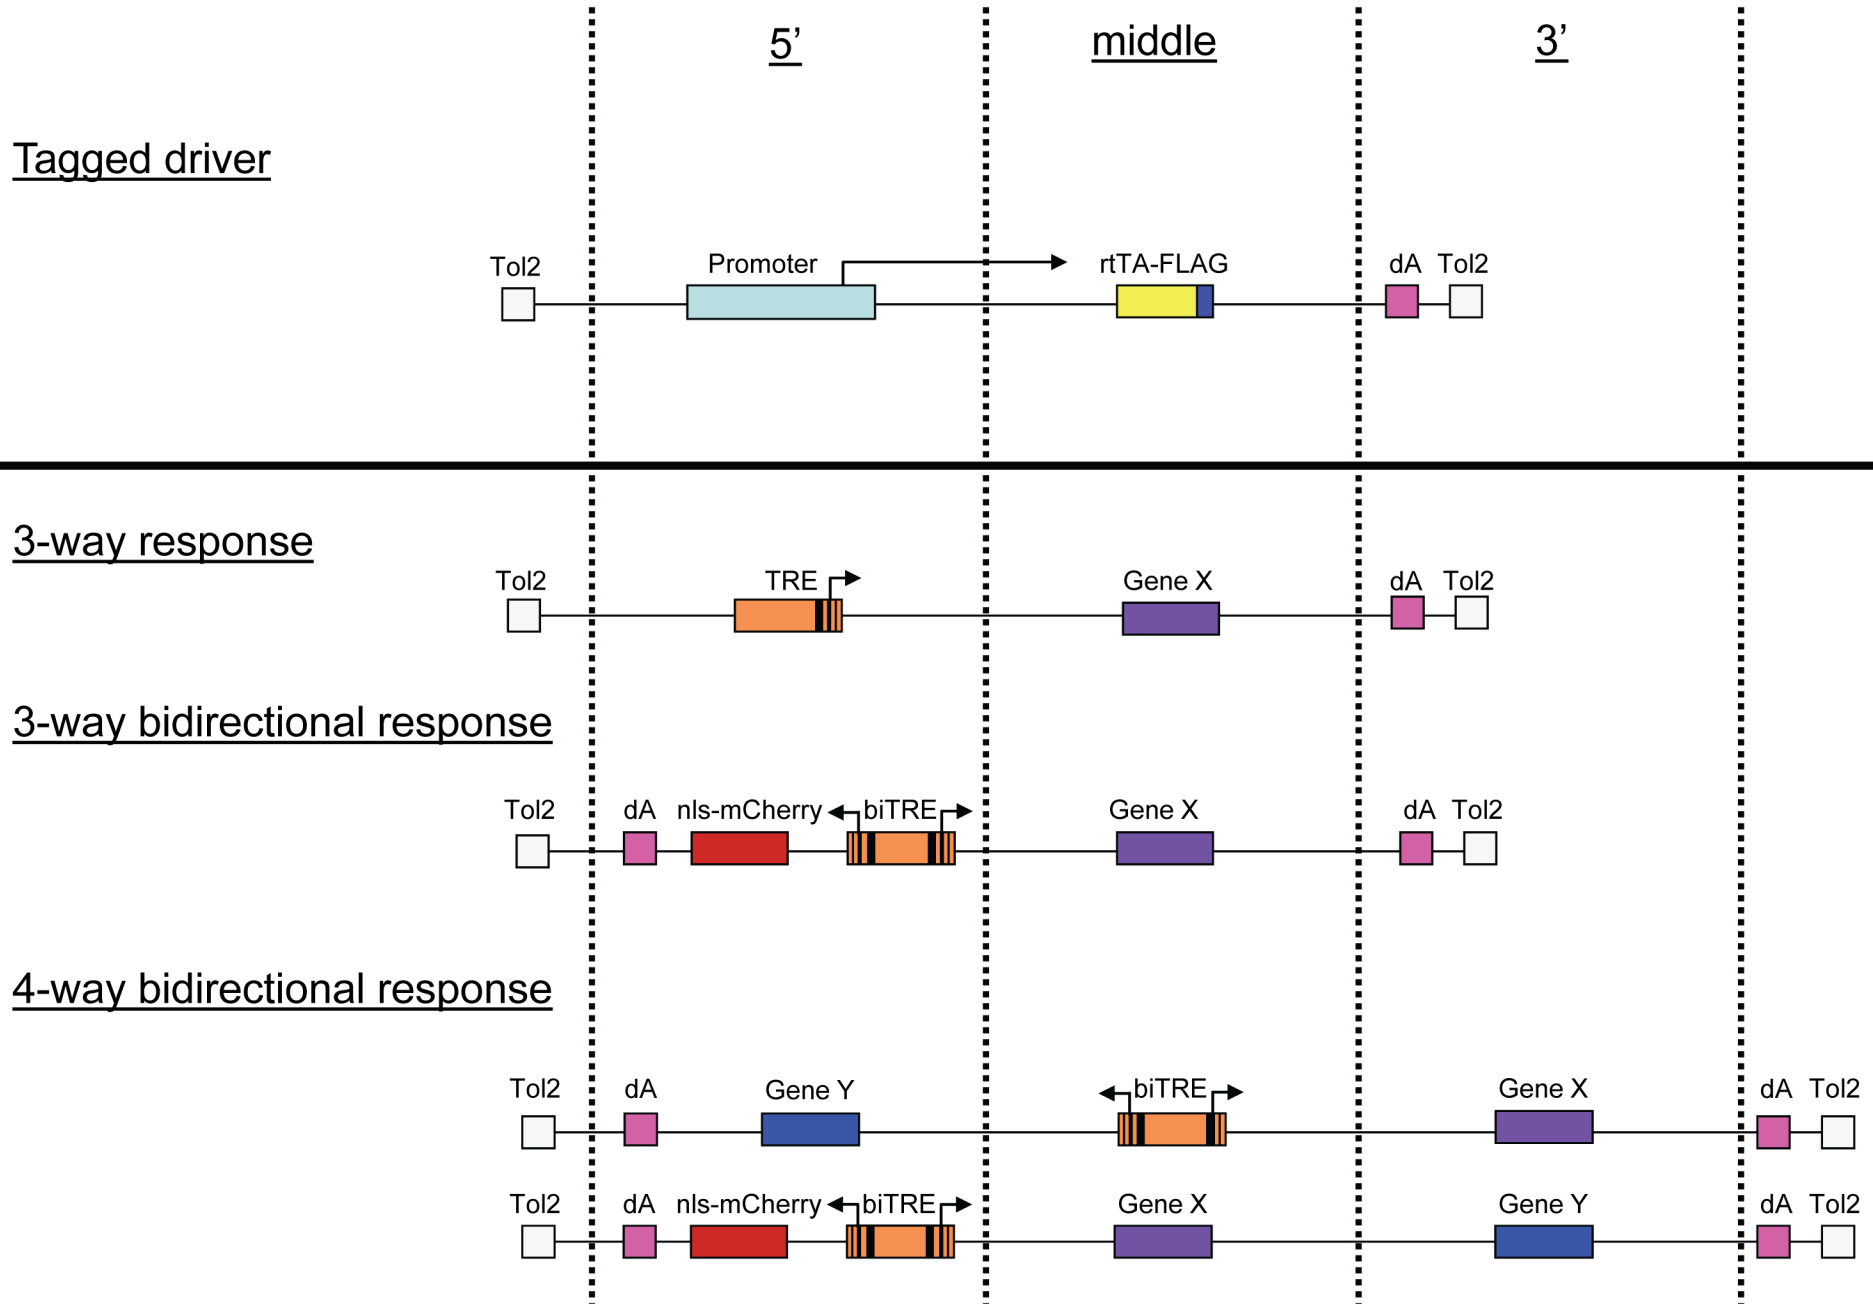 5’ middle 3’
Tagged driver
Tol2 Promoter rtTA-FLAG dA Tol2
3-way response
Tol2 TRE Gene X dA Tol2
3-way bidirectional response
Tol2 dA nls-mCherry biTRE Gene X dA Tol2
4-way bidirectional response
Tol2 dA Gene Y biTRE Gene X dA Tol2
Tol2 dA nls-mCherry biTRE Gene X Gene Y dA Tol2